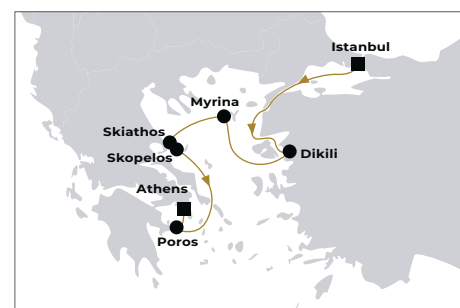 Istanbul
Myrina
Skiathos
Skopelos
Dikili
Athens
Poros